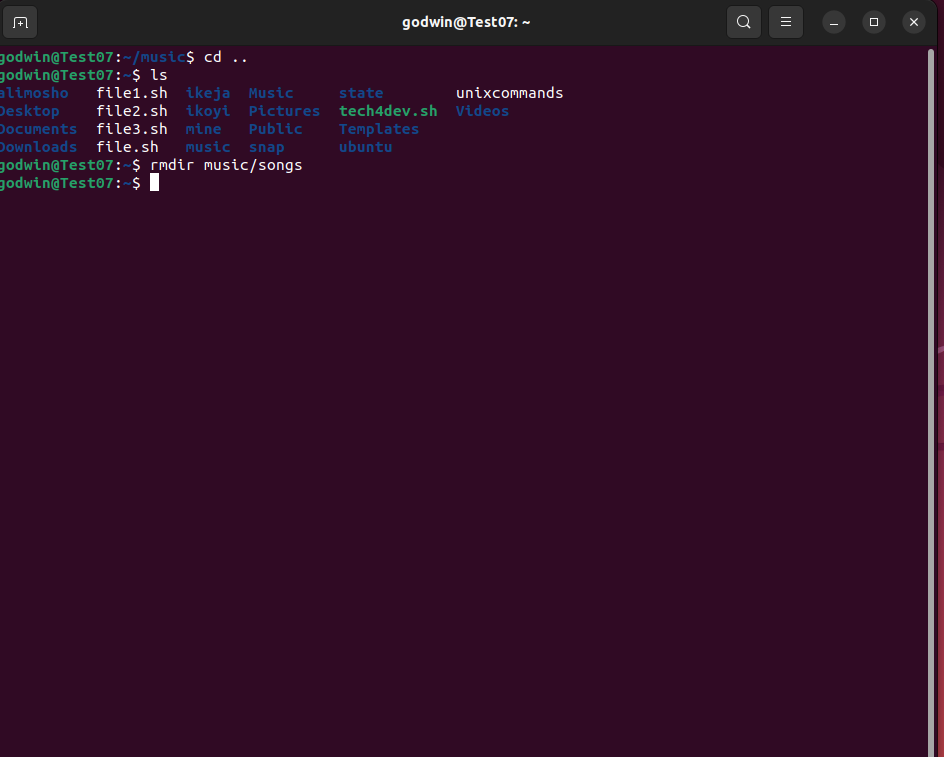 godwin@Test07: ~
godwin@Test07:~/music$ cd ..
godwin@Test07:~$ ls
alimosho   file1.sh  ikeja  Music     state       unixcommands
Desktop    file2.sh  ikoyi  Pictures  tech4dev.sh  Videos
Documents  file3.sh  mine   Public    Templates
Downloads  file.sh   music  snap      ubuntu
godwin@Test07:~$ rmdir music/songs
godwin@Test07:~$